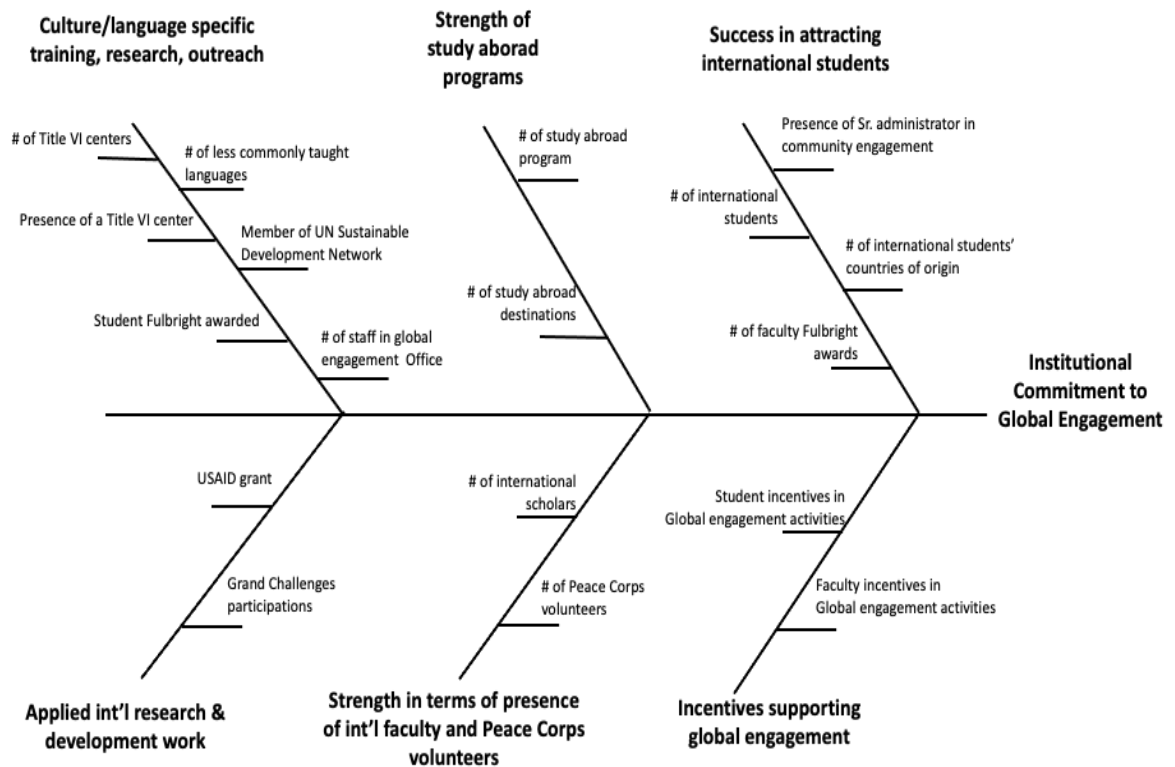 Culture/language specific
training, research, outreach
# of Title VI centers
# of less commonly taught
languages
Presence of a Title VI center
Member of UN Sustainable
Development Network
Student Fulbright awarded
# of staff in global
engagement Office
Strength of
study aborad
programs
# of study abroad
program
# of study abroad
destinations
Success in attracting
international students
Presence of Sr. administrator in
community engagement
# of international
students
# of international students’
countries of origin
# of faculty Fulbright
awards
Institutional
Commitment to
Global Engagement
USAID grant
Grand Challenges
participations
Applied int’l research &
development work
# of international
scholars
# of Peace Corps
volunteers
Strength in terms of presence
of int’l faculty and Peace Corps
volunteers
Student incentives in
Global engagement activities
Faculty incentives in
Global engagement activities
Incentives supporting
global engagement